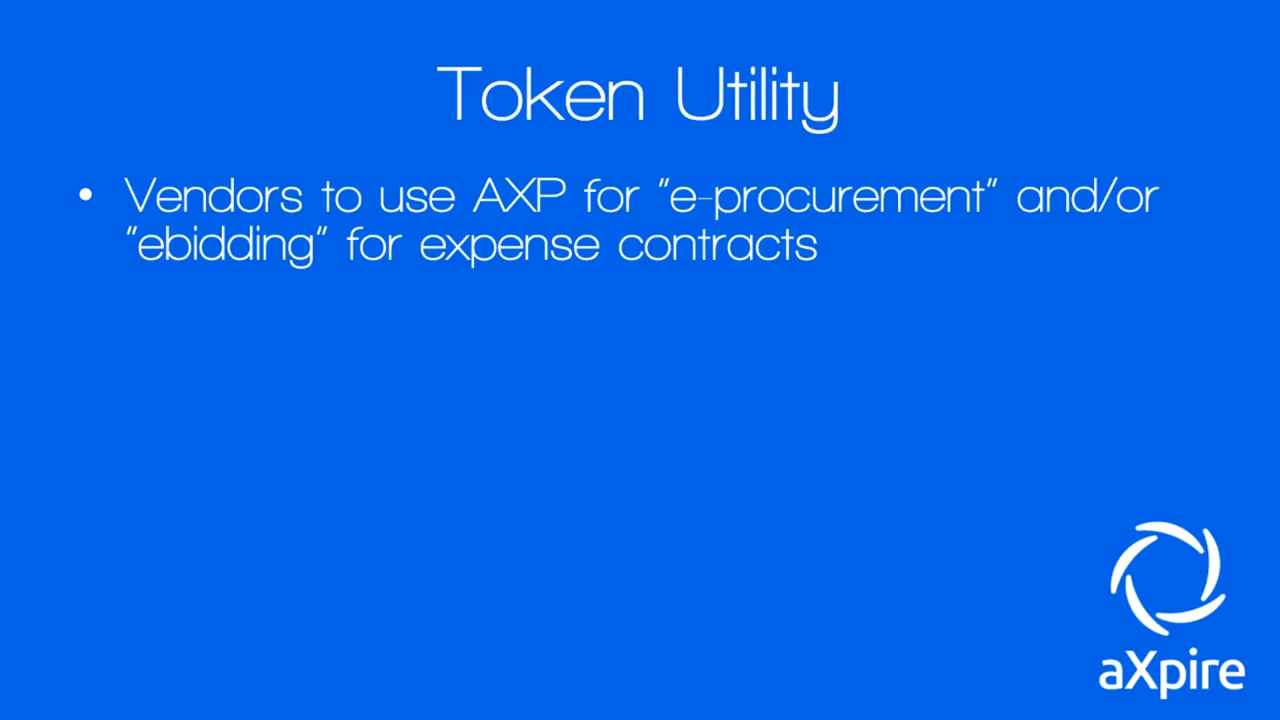 Token Utility
• Vendors to use AXP for "e-procurement" and/or
"ebidding" for expense contracts
aXpire